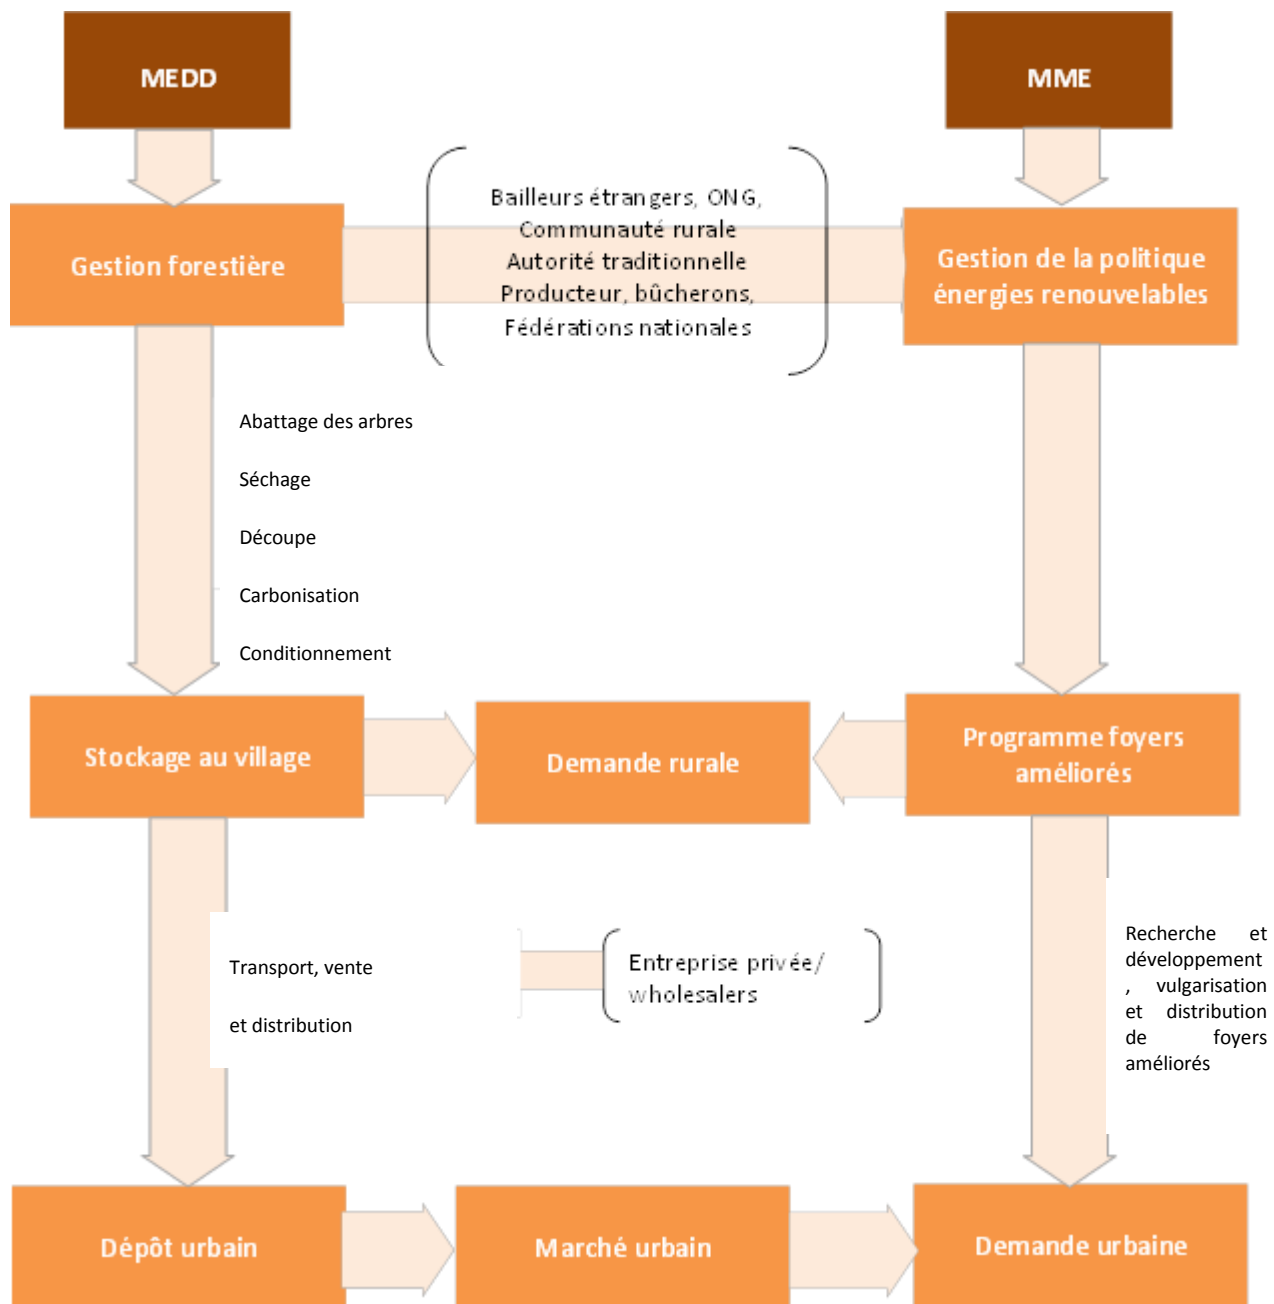 MEDD
MME
Bailleurs étrangers, ONG,
Communauté rurale
Autorité traditionnelle
Producteur, bûcherons,
Fédérations nationales
Gestion forestière
Gestion de la politique
énergies renouvelables
Abattage des arbres
Séchage
Découpe
Carbonisation
Conditionnement
Stockage au village
Demande rurale
Programme foyers
améliorés
Transport, vente
et distribution
Entreprise privée/
wholesalers
Recherche et
développement
, vulgarisation
et distribution
de foyers
améliorés
Dépôt urbain
Marché urbain
Demande urbaine